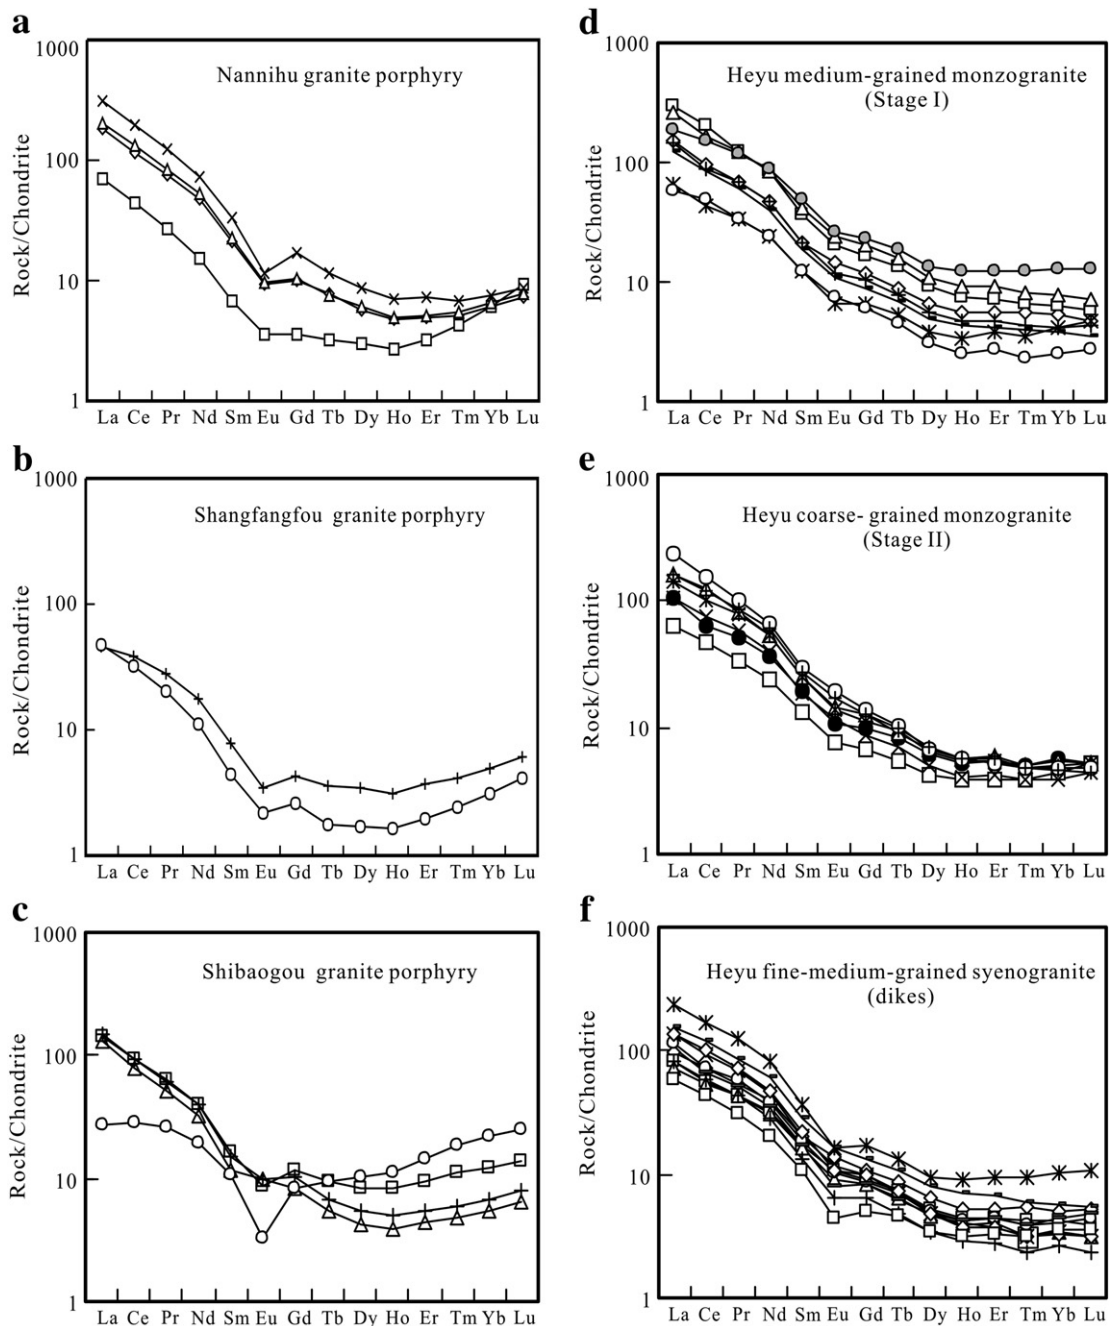 a
Nannihu granite porphyry
Rock/Chondrite
1000
100
10
1
La Ce Pr Nd Sm Eu Gd Tb Dy Ho Er Tm Yb Lu
b
Shangfangfou granite porphyry
Rock/Chondrite
1000
100
10
1
La Ce Pr Nd Sm Eu Gd Tb Dy Ho Er Tm Yb Lu
c
Shibaogou granite porphyry
Rock/Chondrite
1000
100
10
1
La Ce Pr Nd Sm Eu Gd Tb Dy Ho Er Tm Yb Lu
d
Heyu medium-grained monzogranite
(Stage I)
Rock/Chondrite
1000
100
10
1
La Ce Pr Nd Sm Eu Gd Tb Dy Ho Er Tm Yb Lu
e
Heyu coarse- grained monzogranite
(Stage II)
Rock/Chondrite
1000
100
10
1
La Ce Pr Nd Sm Eu Gd Tb Dy Ho Er Tm Yb Lu
f
Heyu fine-medium-grained syenogranite
(dikes)
Rock/Chondrite
1000
100
10
1
La Ce Pr Nd Sm Eu Gd Tb Dy Ho Er Tm Yb Lu